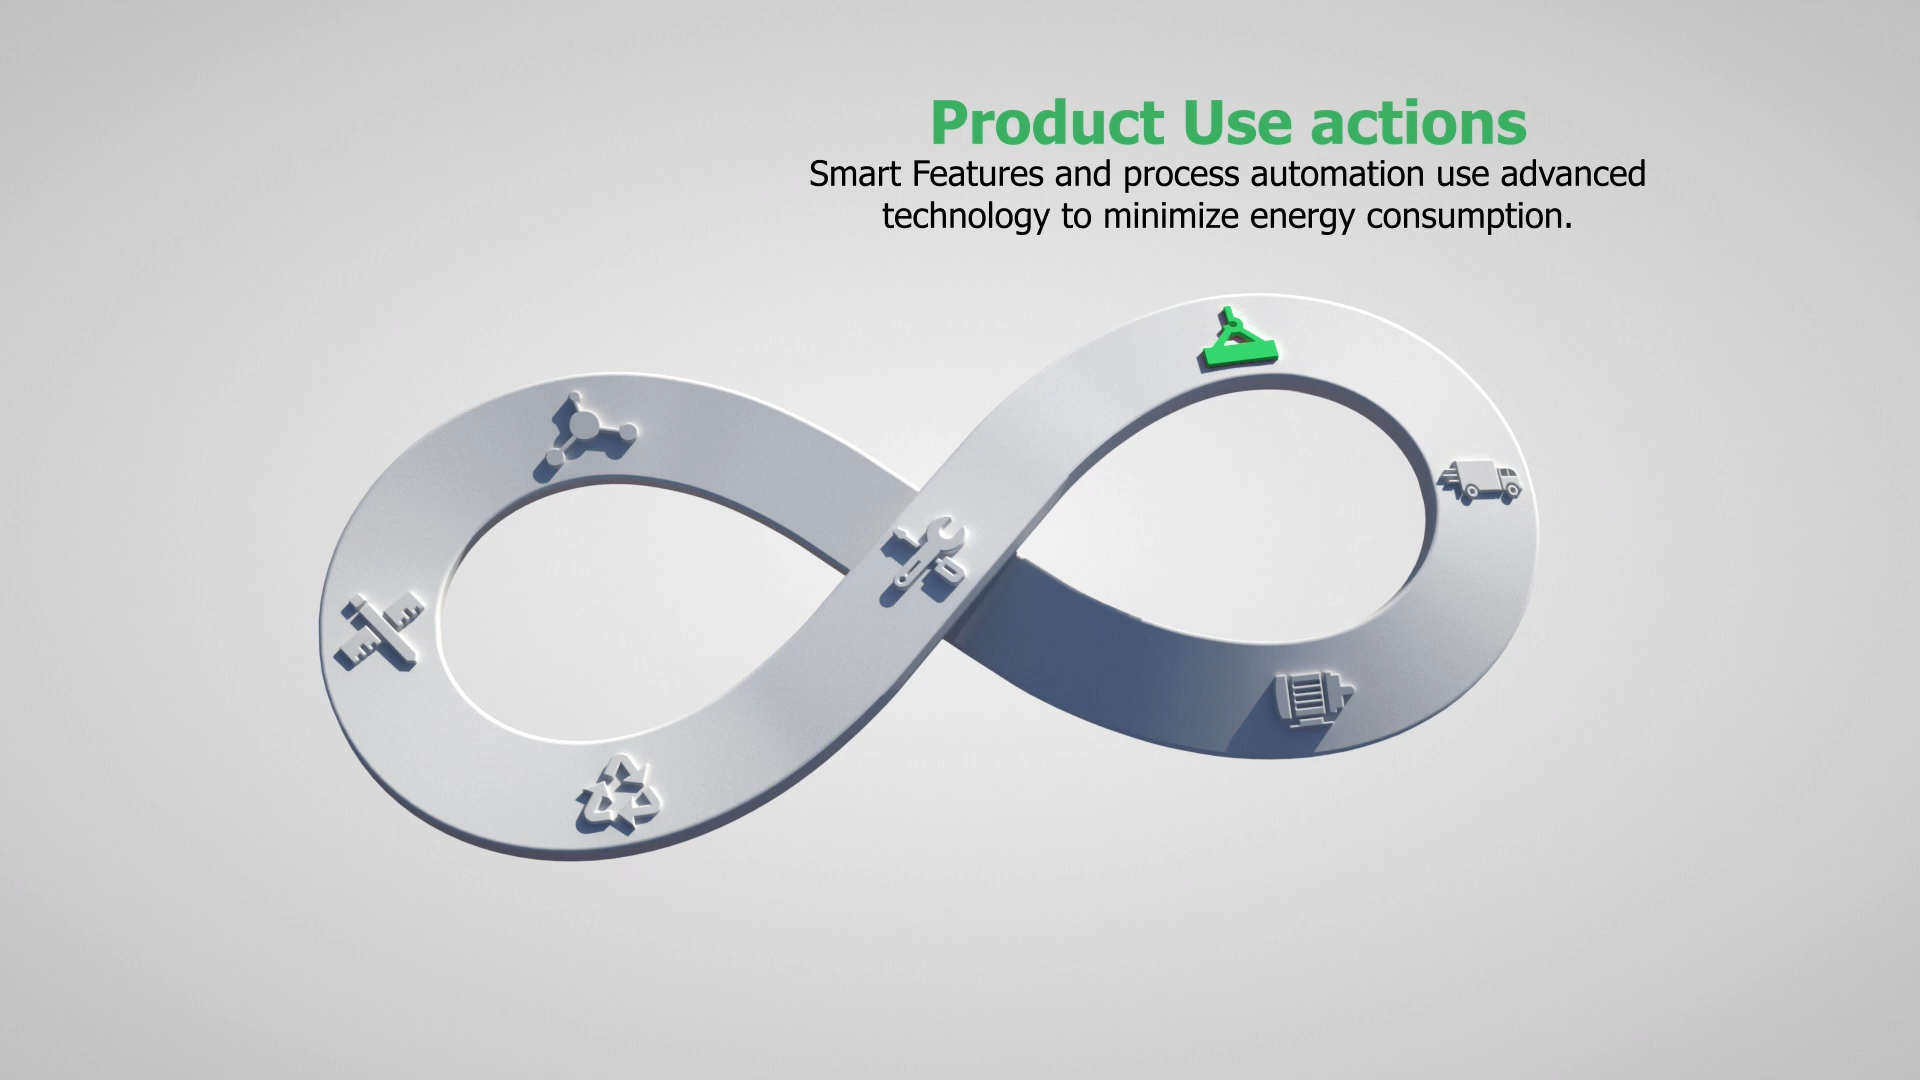 Product Use actions
Smart Features and process automation use advanced
technology to minimize energy consumption.